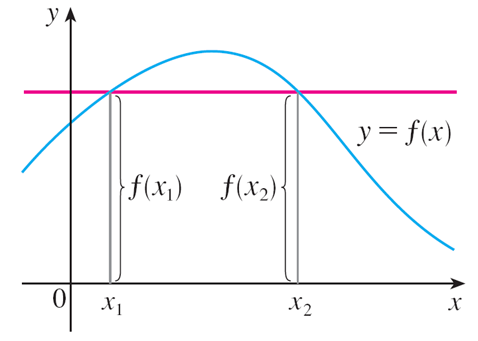 y
y = f(x)
f(x₁)
f(x₂)
0
x₁
x₂
x